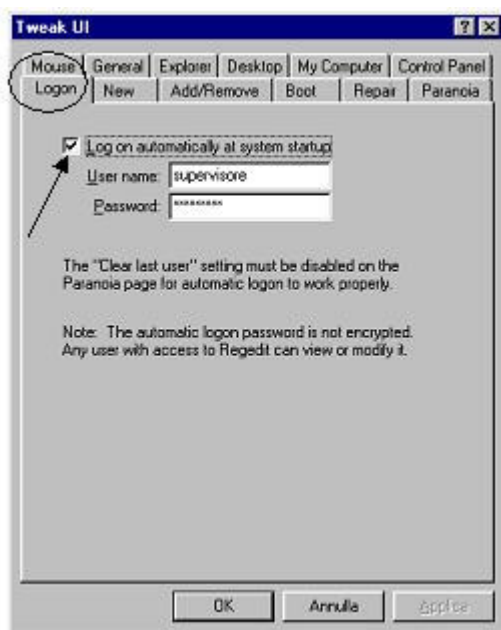 Tweak UI
Mouse General Explorer Desktop My Computer Control Panel
Logon New Add/Remove Boot Repair Paranoia
Log on automatically at system startup
User name: supervisore
Password: *********
The "Clear last user" setting must be disabled on the
Paranoia page for automatic logon to work properly.
Note: The automatic logon password is not encrypted.
Any user with access to Regedit can view or modify it.
OK Annulla Applica